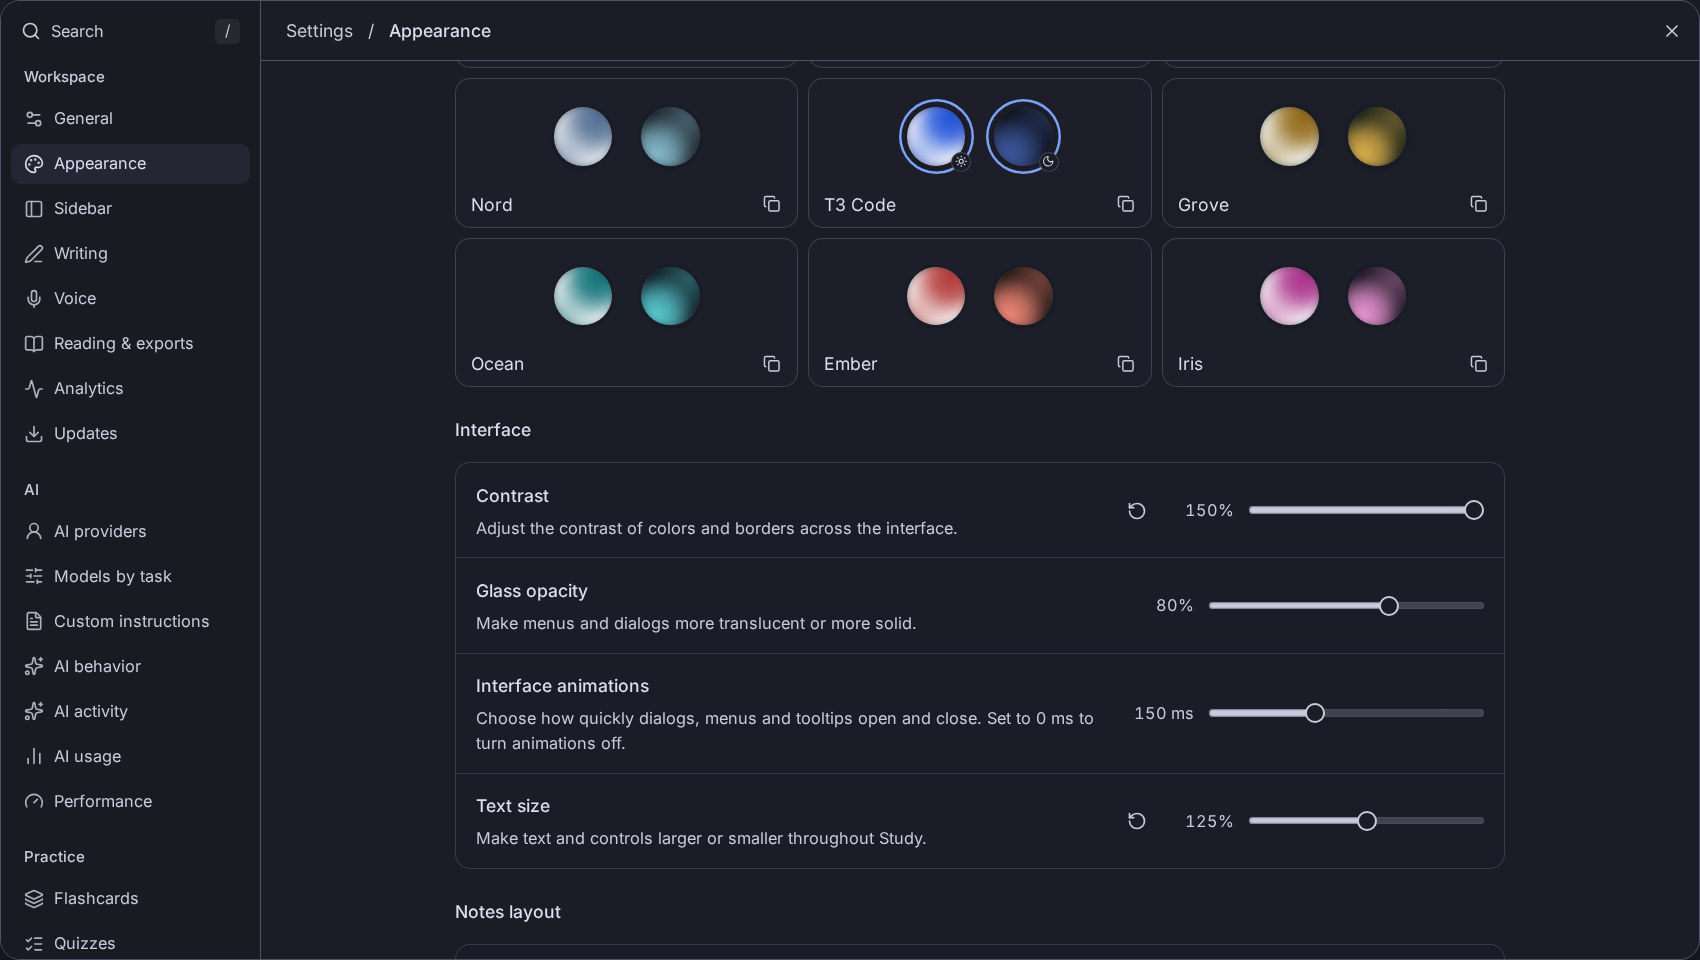 Search
/
Settings / Appearance
Workspace
General
Appearance
Sidebar
Writing
Voice
Reading & exports
Analytics
Updates
AI
AI providers
Models by task
Custom instructions
AI behavior
AI activity
AI usage
Performance
Practice
Flashcards
Quizzes
Nord
T3 Code
Grove
Ocean
Ember
Iris
Interface
Contrast
Adjust the contrast of colors and borders across the interface.
150%
Glass opacity
Make menus and dialogs more translucent or more solid.
80%
Interface animations
Choose how quickly dialogs, menus and tooltips open and close. Set to 0 ms to
turn animations off.
150 ms
Text size
Make text and controls larger or smaller throughout Study.
125%
Notes layout